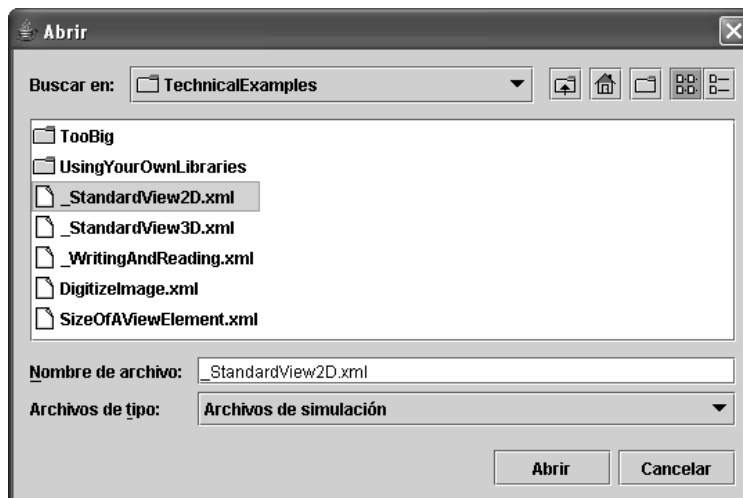 Abrir
Buscar en: TechnicalExamples
TooBig
UsingYourOwnLibraries
_StandardView2D.xml
_StandardView3D.xml
_WritingAndReading.xml
DigitizeImage.xml
SizeOfAViewElement.xml
Nombre de archivo: _StandardView2D.xml
Archivos de tipo: Archivos de simulación
Abrir Cancelar